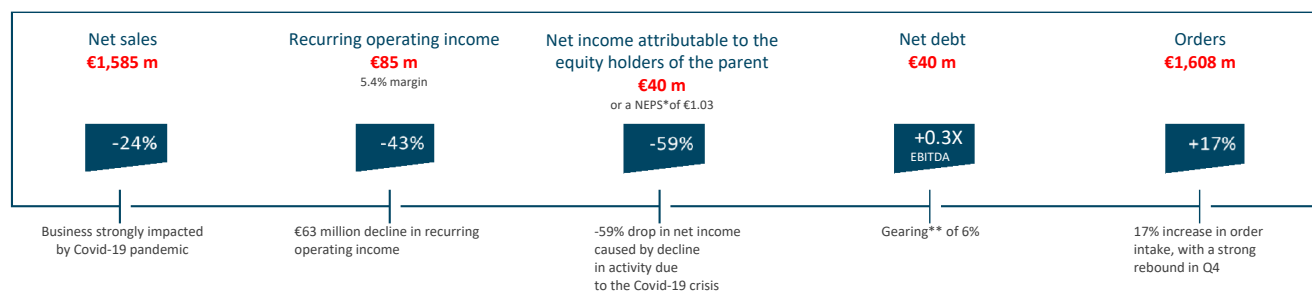 Net sales
€1,585 m
-24%
Business strongly impacted
by Covid-19 pandemic
Recurring operating income
€85 m
5.4% margin
-43%
€63 million decline in recurring
operating income
Net income attributable to the
equity holders of the parent
€40 m
or a NEPS*of €1.03
-59%
-59% drop in net income
caused by decline
in activity due
to the Covid-19 crisis
Net debt
€40 m
+0.3X
EBITDA
Gearing** of 6%
Orders
€1,608 m
+17%
17% increase in order
intake, with a strong
rebound in Q4